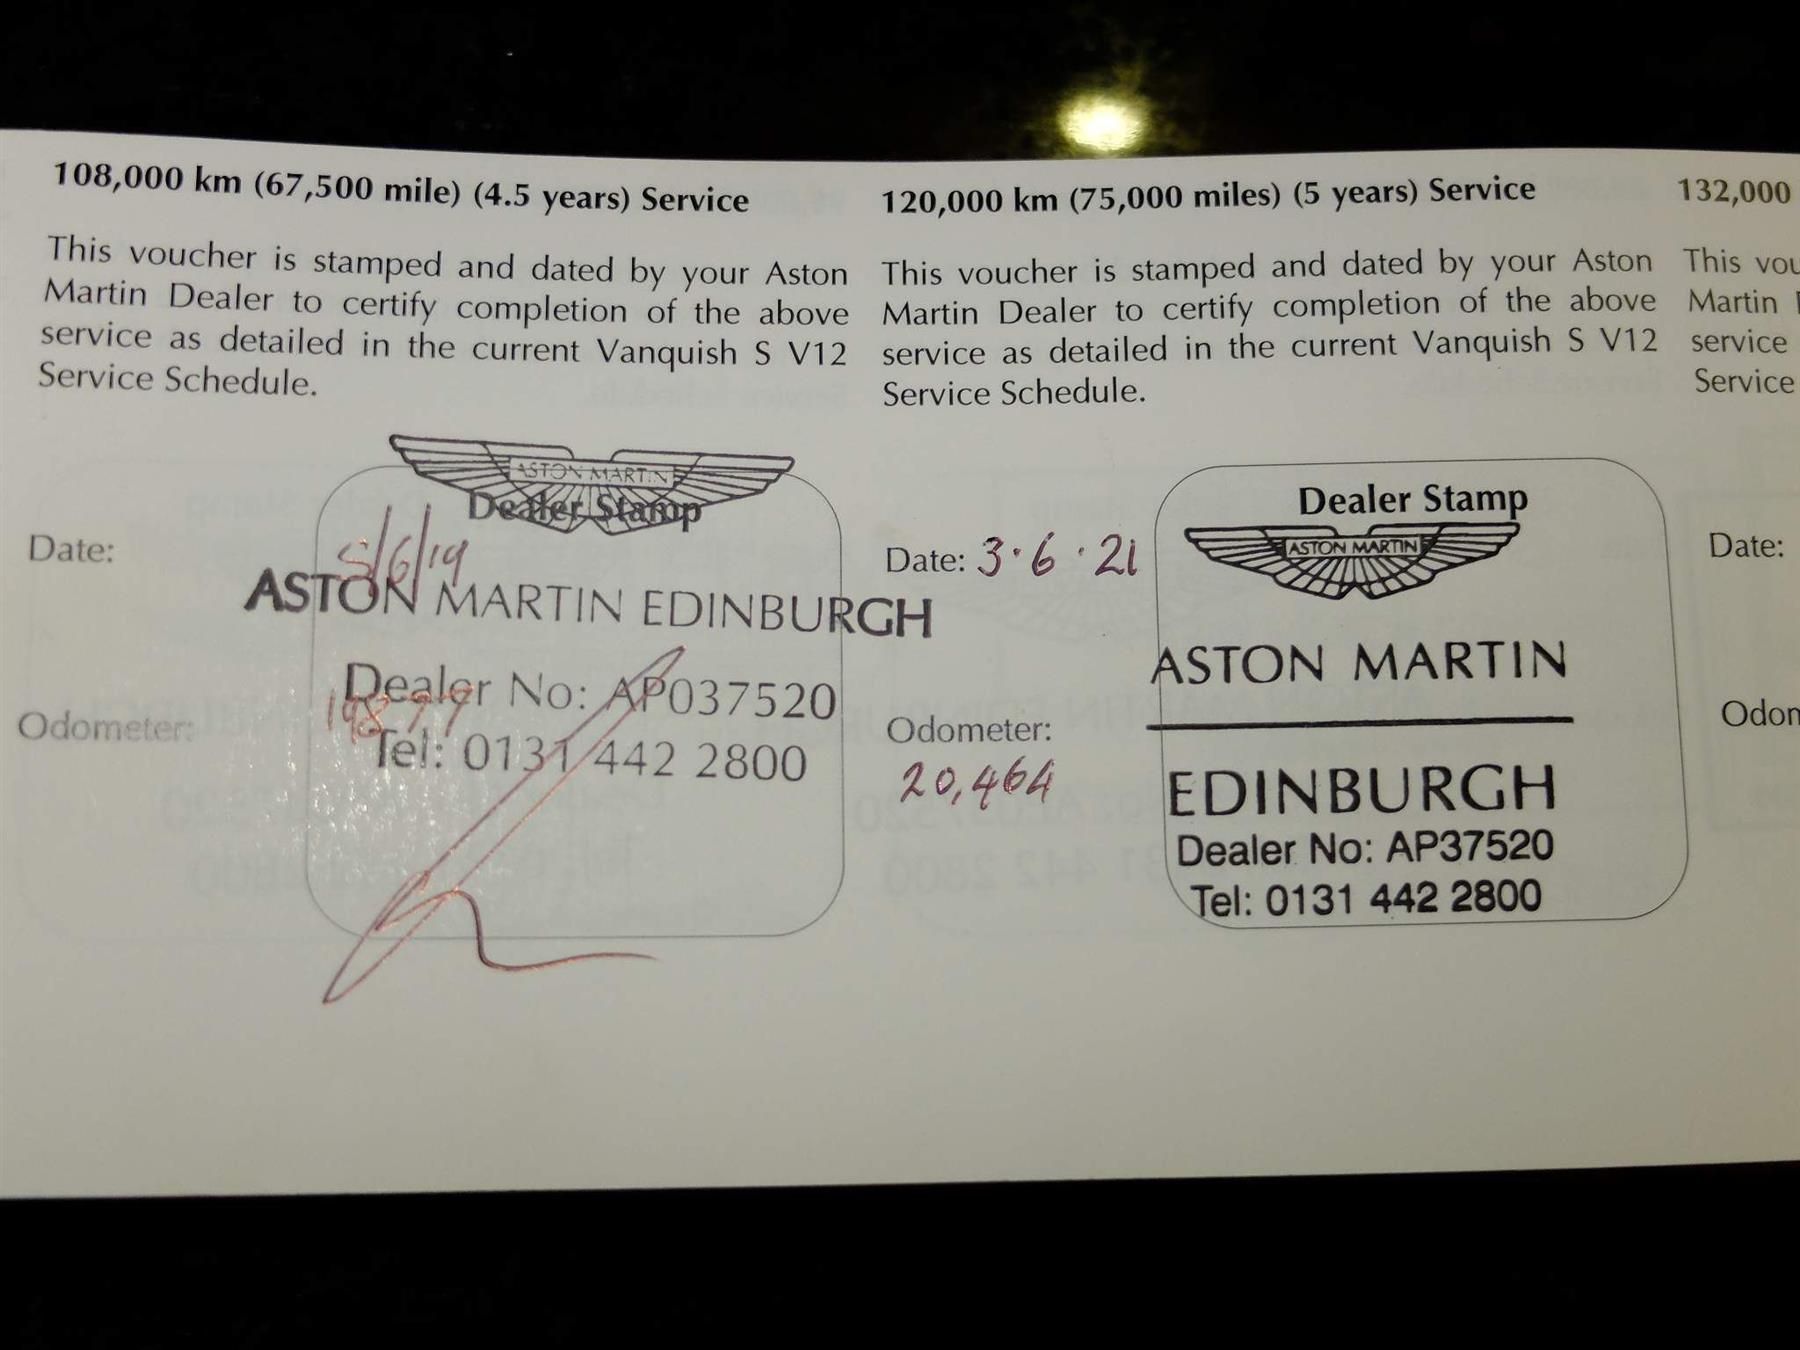 108,000 km (67,500 mile) (4.5 years) Service
This voucher is stamped and dated by your Aston
Martin Dealer to certify completion of the above
service as detailed in the current Vanquish S V12
Service Schedule.
ASTON MARTIN
Dealer Stamp
Date:
5/6/19
ASTON MARTIN EDINBURGH
Dealer No: AP037520
Odometer:
Tel: 0131 442 2800
120,000 km (75,000 miles) (5 years) Service
This voucher is stamped and dated by your Aston
Martin Dealer to certify completion of the above
service as detailed in the current Vanquish S V12
Service Schedule.
Dealer Stamp
Date: 3·6·21
ASTON MARTIN
ASTON MARTIN
Odometer:
20,464
EDINBURGH
Dealer No: AP37520
Tel: 0131 442 2800
132,000
This vou
Martin
service
Service
Date:
Odom